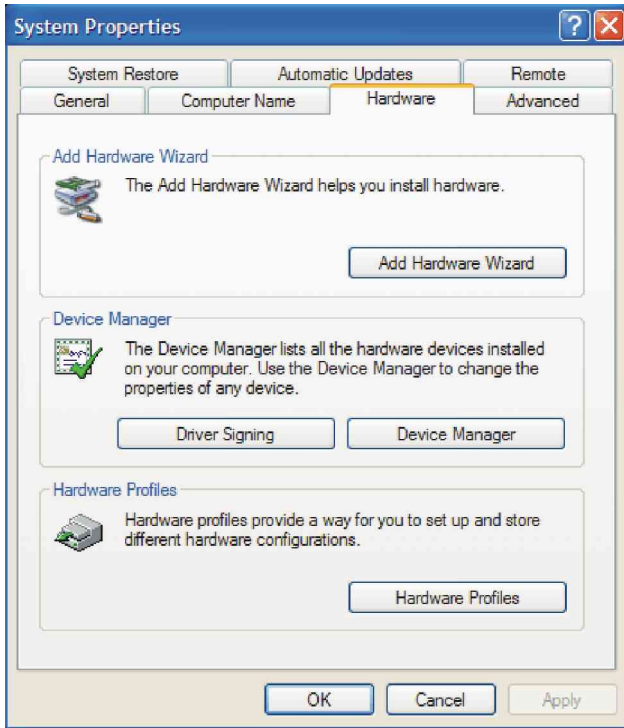 System Properties
System Restore Automatic Updates Remote
General Computer Name Hardware Advanced
Add Hardware Wizard
The Add Hardware Wizard helps you install hardware.
Add Hardware Wizard
Device Manager
The Device Manager lists all the hardware devices installed
on your computer. Use the Device Manager to change the
properties of any device.
Driver Signing Device Manager
Hardware Profiles
Hardware profiles provide a way for you to set up and store
different hardware configurations.
Hardware Profiles
OK Cancel Apply